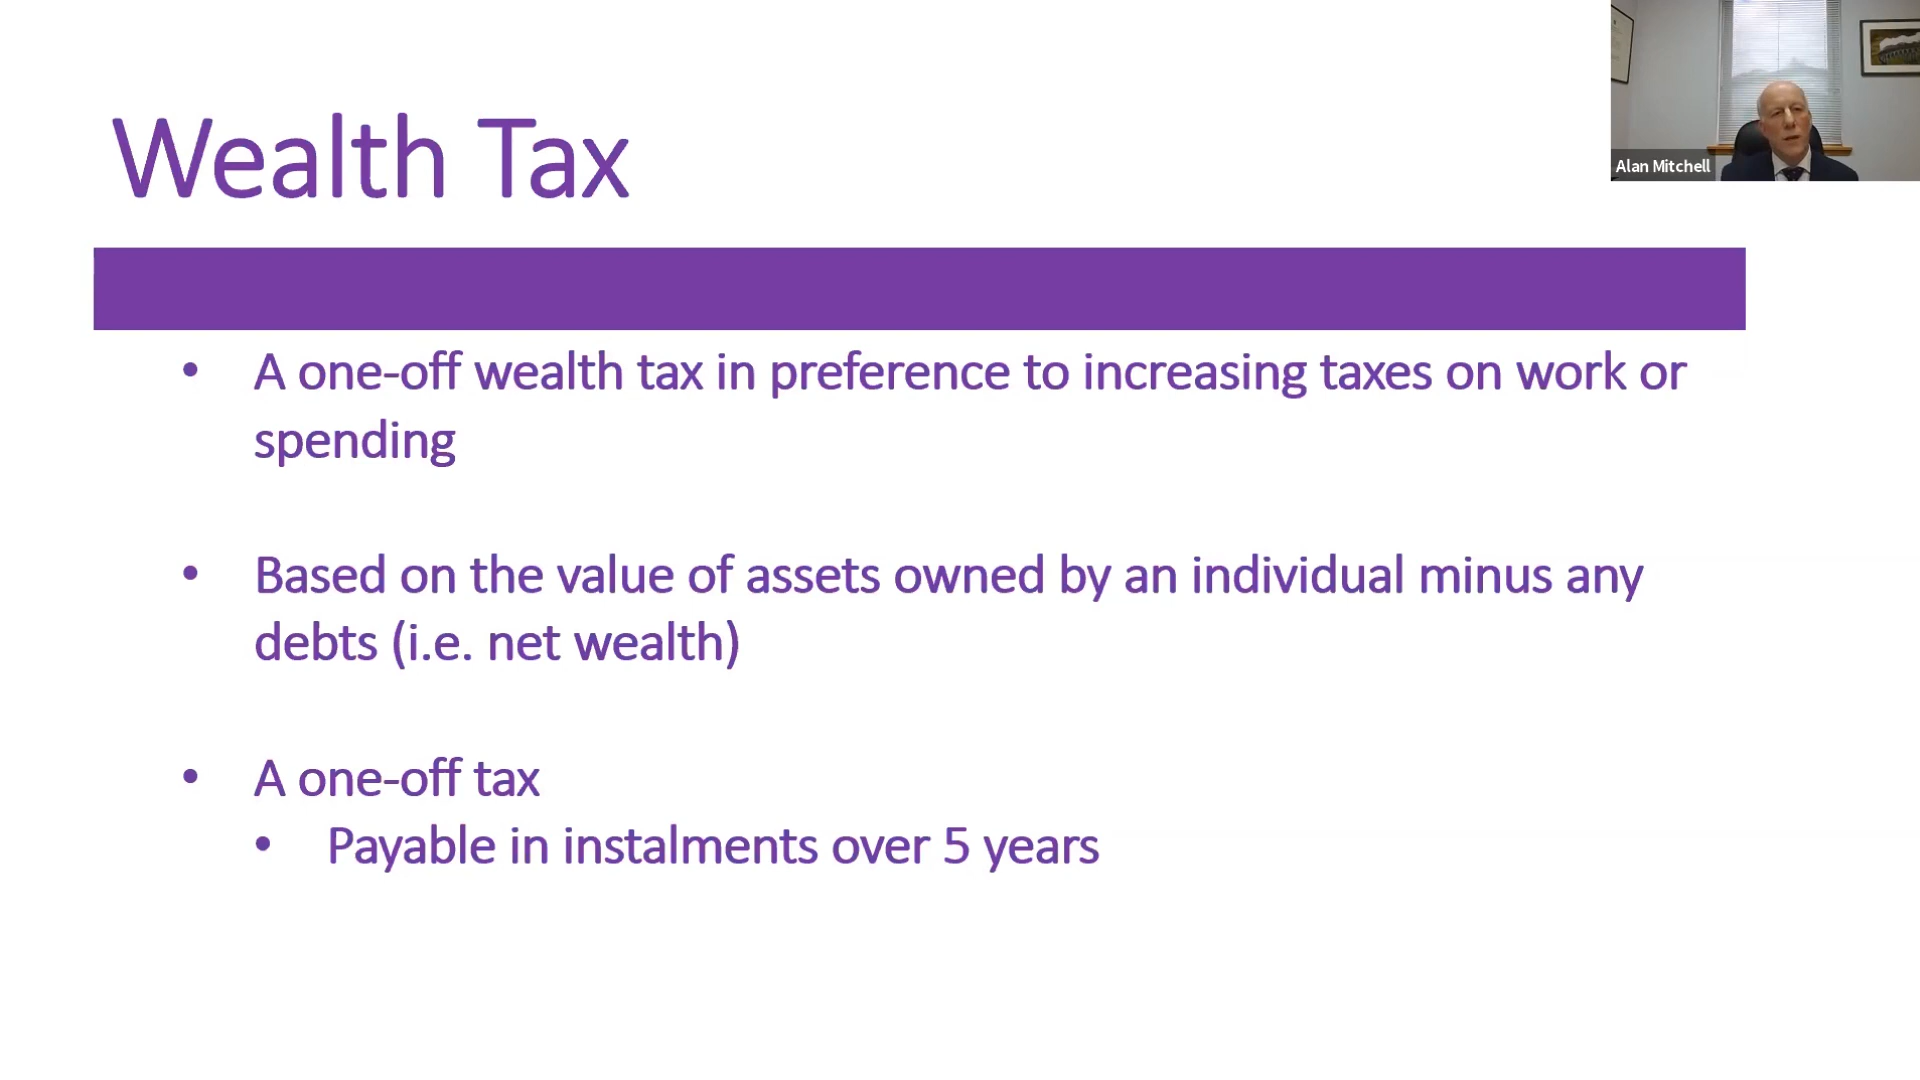 Wealth Tax
Alan Mitchell
• A one-off wealth tax in preference to increasing taxes on work or
spending
• Based on the value of assets owned by an individual minus any
debts (i.e. net wealth)
• A one-off tax
• Payable in instalments over 5 years